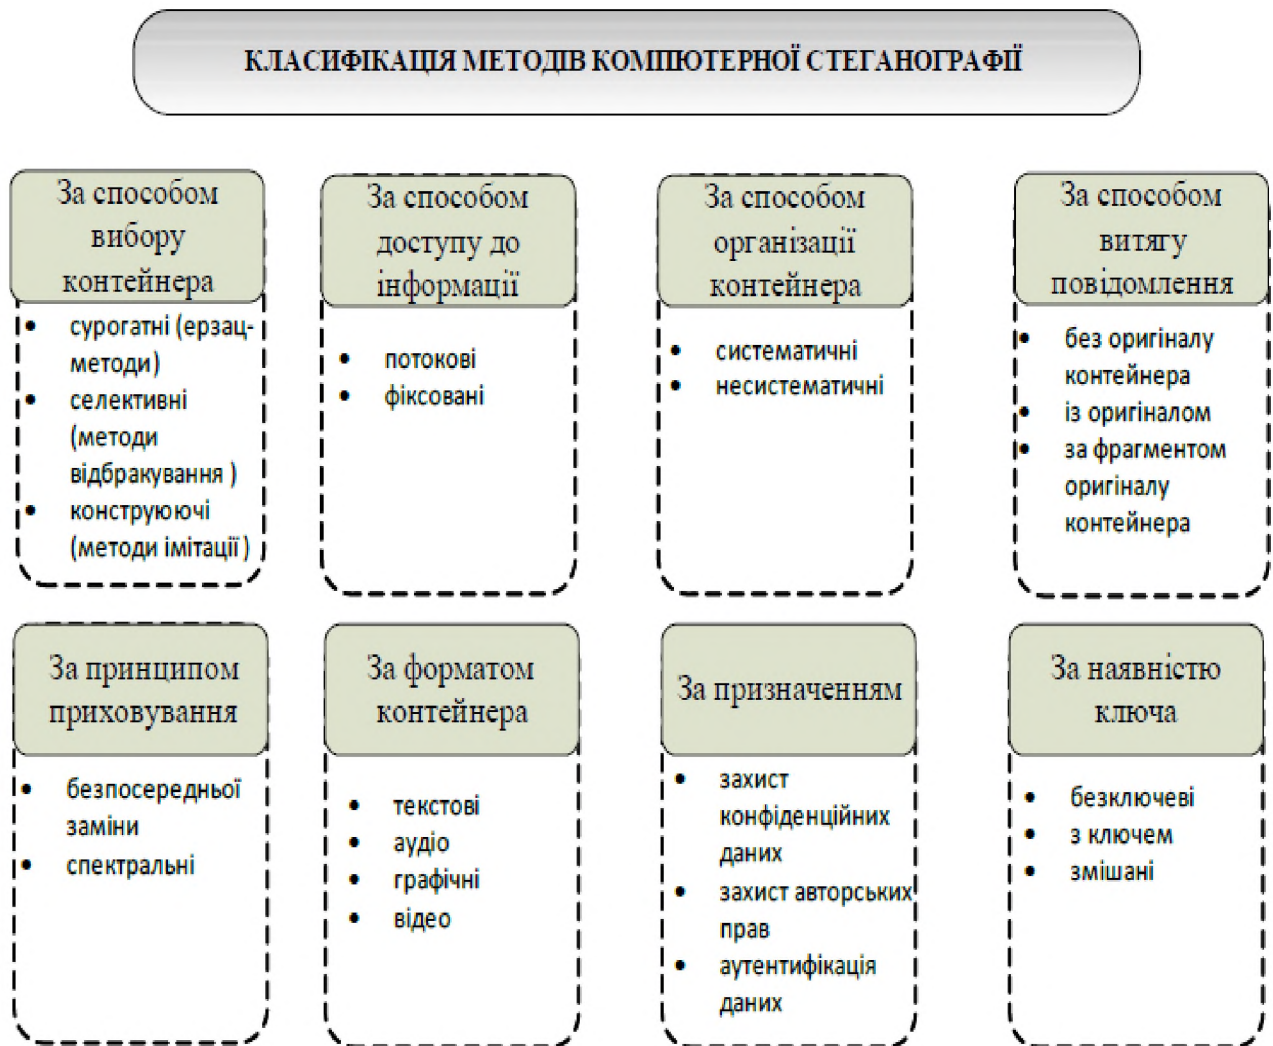 КЛАСИФІКАЦІЯ МЕТОДІВ КОМПЮТЕРНОЇ СТЕГАНОГРАФІЇ
За способом
вибору
контейнера
• сурогатні (ерзац-
методи )
• селективні
(методи
відбракування )
• конструюючі
(методи імітації )
За способом
доступу до
інформації
• потокові
• фіксовані
За способом
організації
контейнера
• систематичні
• несистематичні
За способом
витягу
повідомлення
• без оригіналу
контейнера
• із оригіналом
• за фрагментом
оригіналу
контейнера
За принципом
приховування
• безпосередньої
заміни
• спектральні
За форматом
контейнера
• текстові
• аудіо
• графічні
• відео
За призначенням
• захист
конфіденційних
даних
• захист авторських
прав
• аутентифікація
даних
За наявністю
ключа
• безключеві
• з ключем
• змішані